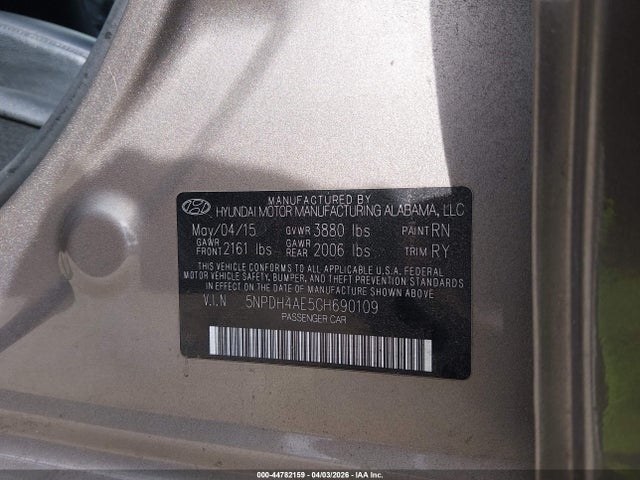 MANUFACTURED BY
HYUNDAI MOTOR MANUFACTURING ALABAMA, LLC
May/04/15 GVWR 3880 lbs PAINT RN
GAWR FRONT 2161 lbs GAWR REAR 2006 lbs TRIM RY
THIS VEHICLE CONFORMS TO ALL APPLICABLE U.S.A. FEDERAL
MOTOR VEHICLE SAFETY, BUMPER, AND THEFT PREVENTION STANDARDS
IN EFFECT ON THE DATE OF MANUFACTURE SHOWN ABOVE.
V.I.N 5NPDH4AE5GH690109
PASSENGER CAR
000-44782159 - 04/03/2026 - IAA Inc.